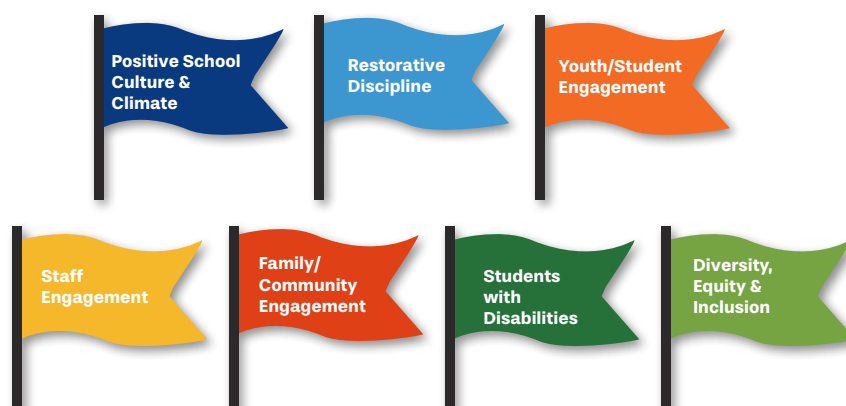 Positive School
Culture &
Climate
Restorative
Discipline
Youth/Student
Engagement
Staff
Engagement
Family/
Community
Engagement
Students
with
Disabilities
Diversity,
Equity &
Inclusion